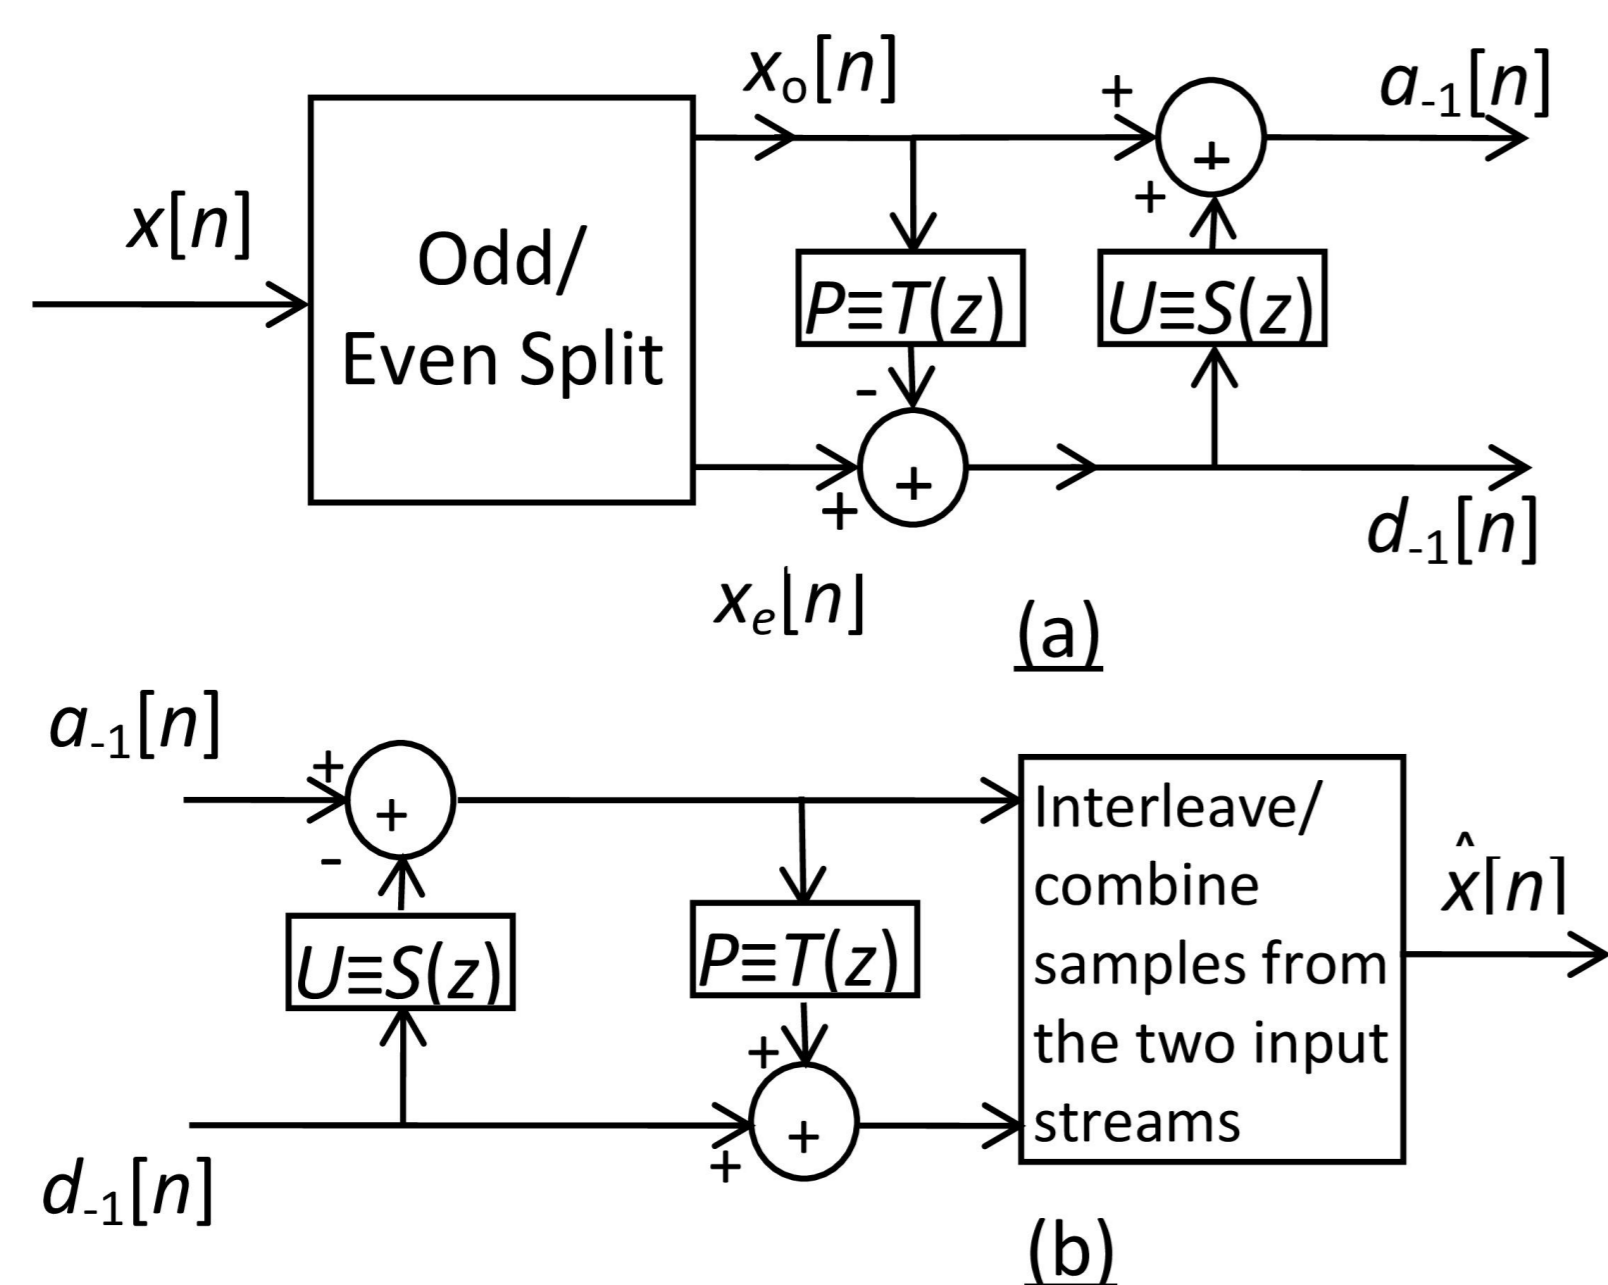 xₒ[n]
a₋₁[n]
+
+
+
x[n]
Odd/
Even Split
P≡T(z)
U≡S(z)
-
+
+
d₋₁[n]
xₑ[n]
(a)
a₋₁[n]
+
+
-
Interleave/
combine
samples from
the two input
streams
x̂[n]
U≡S(z)
P≡T(z)
+
+
+
d₋₁[n]
(b)